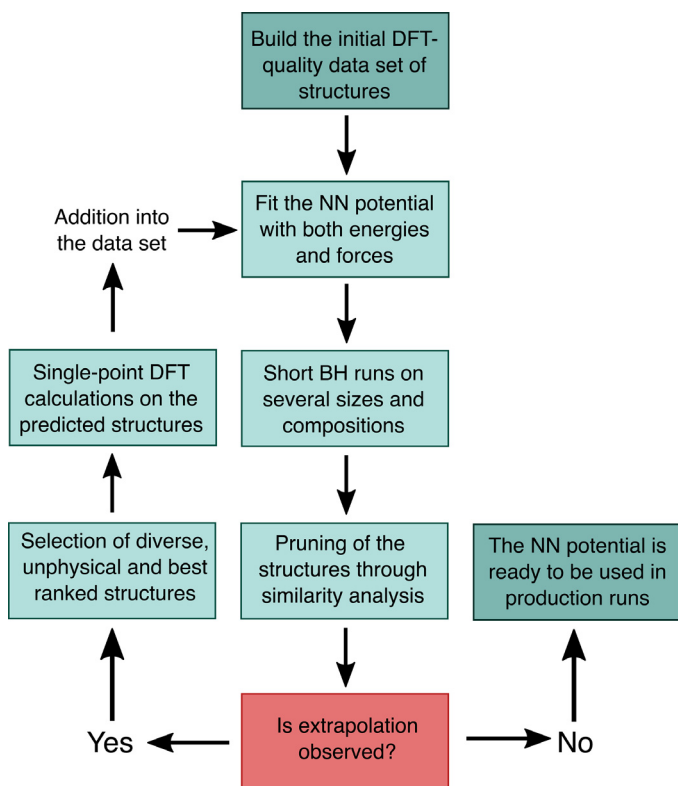 Build the initial DFT-
quality data set of
structures
Addition into
the data set
Fit the NN potential
with both energies
and forces
Single-point DFT
calculations on the
predicted structures
Short BH runs on
several sizes and
compositions
Selection of diverse,
unphysical and best
ranked structures
Pruning of the
structures through
similarity analysis
The NN potential is
ready to be used in
production runs
Is extrapolation
observed?
Yes
No